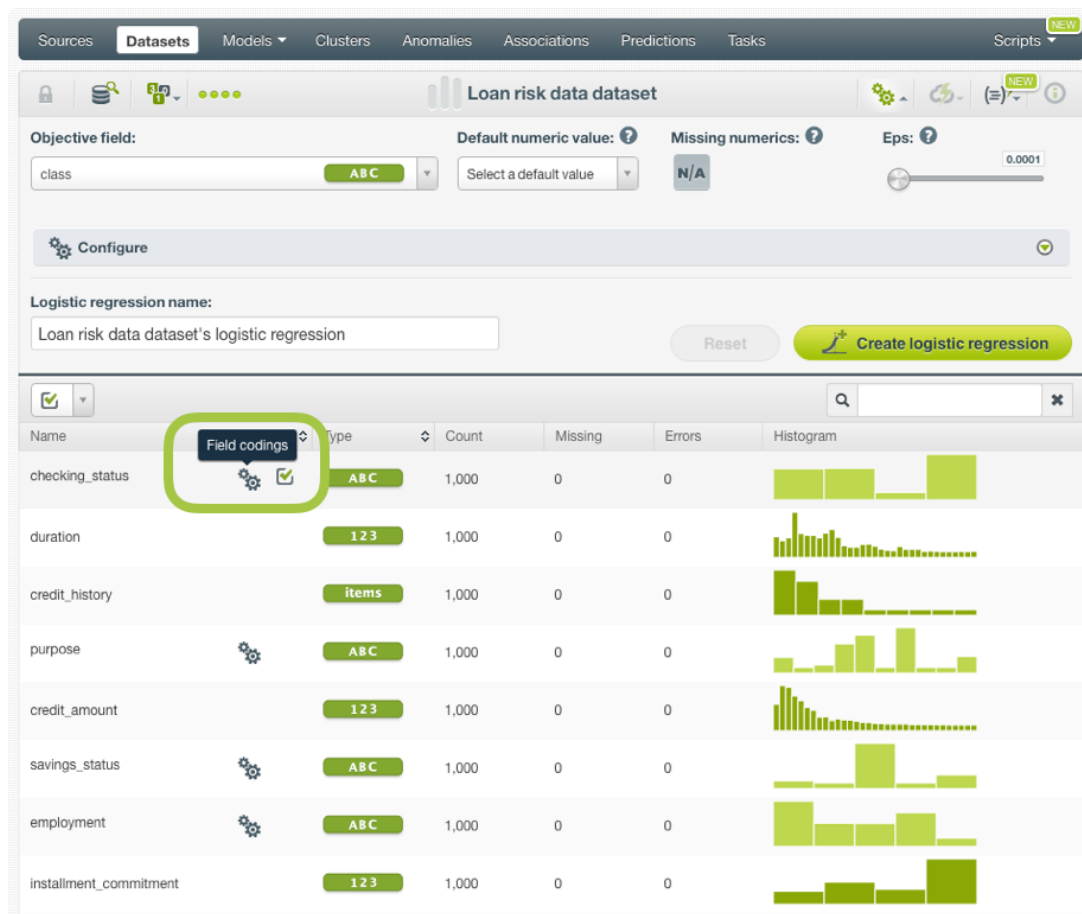 NEW
Sources Datasets Models Clusters Anomalies Associations Predictions Tasks Scripts
Loan risk data dataset
NEW
Objective field: Default numeric value: ? Missing numerics: ? Eps: ?
0.0001
class ABC Select a default value N/A
Configure
Logistic regression name:
Loan risk data dataset's logistic regression
Reset Create logistic regression
Name Field codings Type Count Missing Errors Histogram
checking_status ABC 1,000 0 0
duration 123 1,000 0 0
credit_history items 1,000 0 0
purpose ABC 1,000 0 0
credit_amount 123 1,000 0 0
savings_status ABC 1,000 0 0
employment ABC 1,000 0 0
installment_commitment 123 1,000 0 0